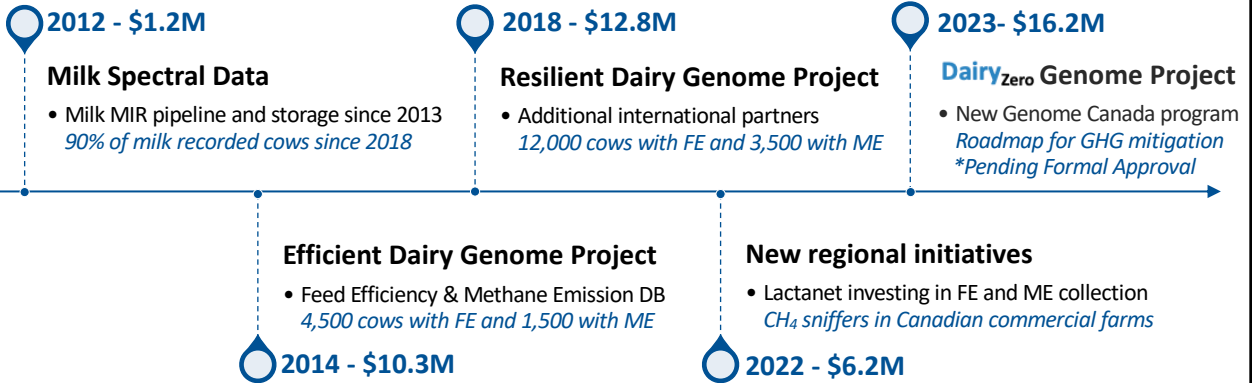 2012 - $1.2M
Milk Spectral Data
• Milk MIR pipeline and storage since 2013
90% of milk recorded cows since 2018
Efficient Dairy Genome Project
• Feed Efficiency & Methane Emission DB
4,500 cows with FE and 1,500 with ME
2014 - $10.3M
2018 - $12.8M
Resilient Dairy Genome Project
• Additional international partners
12,000 cows with FE and 3,500 with ME
New regional initiatives
• Lactanet investing in FE and ME collection
CH₄ sniffers in Canadian commercial farms
2022 - $6.2M
2023- $16.2M
DairyZero Genome Project
• New Genome Canada program
Roadmap for GHG mitigation
*Pending Formal Approval